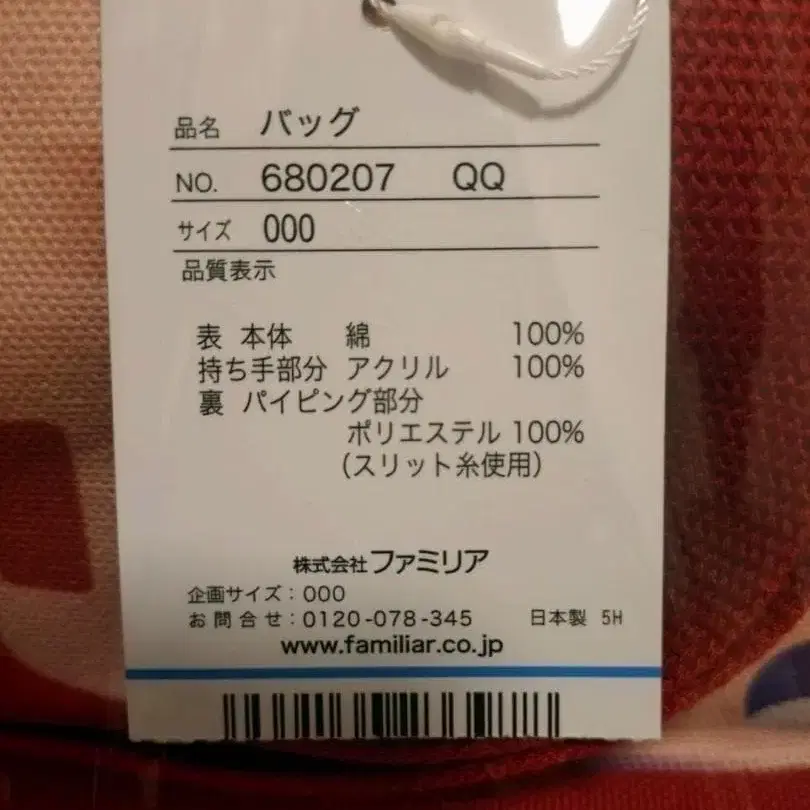 品名 バッグ
NO. 680207 QQ
サイズ 000
品質表示
表 本体 綿 100%
持ち手部分 アクリル 100%
裏 パイピング部分
ポリエステル 100%
(スリット糸使用)
株式会社ファミリア
企画サイズ：000
お問合せ：0120-078-345 日本製 5H
www.familiar.co.jp